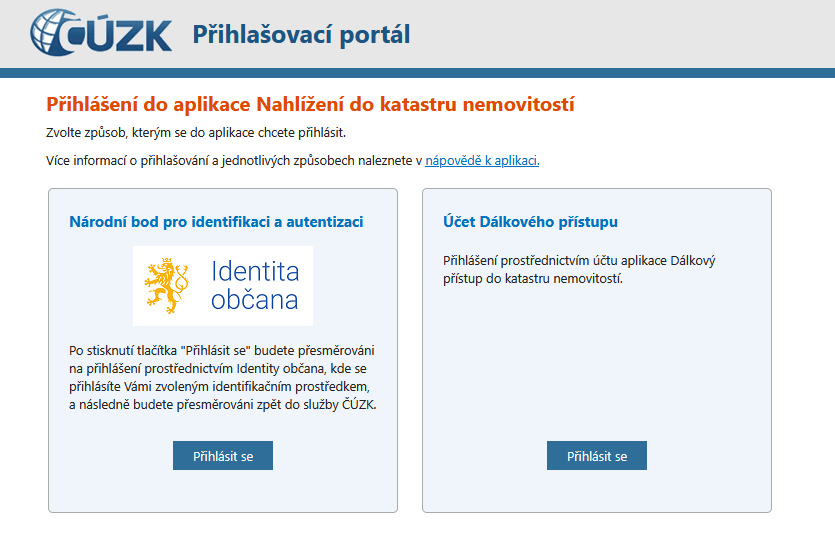 ČÚZK Přihlašovací portál
Přihlášení do aplikace Nahlížení do katastru nemovitostí
Zvolte způsob, kterým se do aplikace chcete přihlásit.
Více informací o přihlašování a jednotlivých způsobech naleznete v nápovědě k aplikaci.
Národní bod pro identifikaci a autentizaci
Identita
občana
Po stisknutí tlačítka "Přihlásit se" budete přesměrováni
na přihlášení prostřednictvím Identity občana, kde se
přihlásíte Vámi zvoleným identifikačním prostředkem,
a následně budete přesměrováni zpět do služby ČÚZK.
Přihlásit se
Účet Dálkového přístupu
Přihlášení prostřednictvím účtu aplikace Dálkový
přístup do katastru nemovitostí.
Přihlásit se